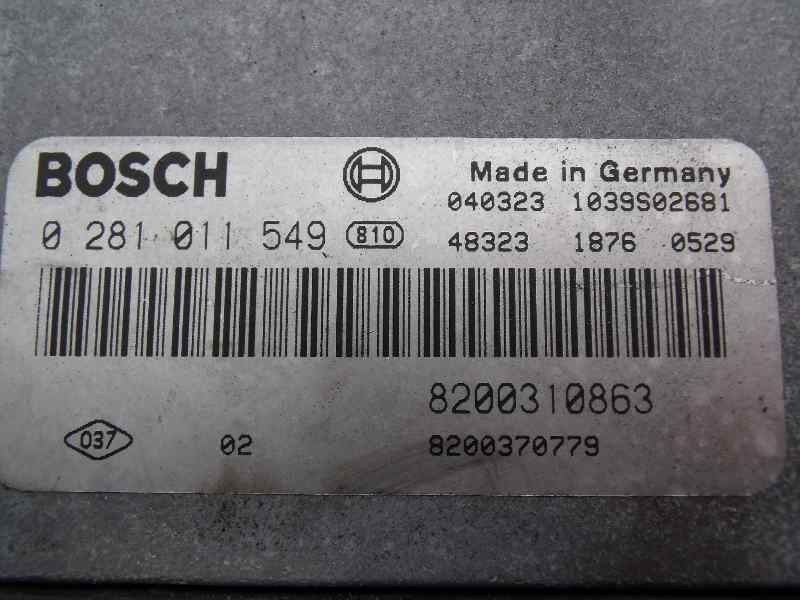 BOSCH Made in Germany
040323 1039S02681
0 281 011 549 810 48323 1876 0529
8200310863
037 02 8200370779